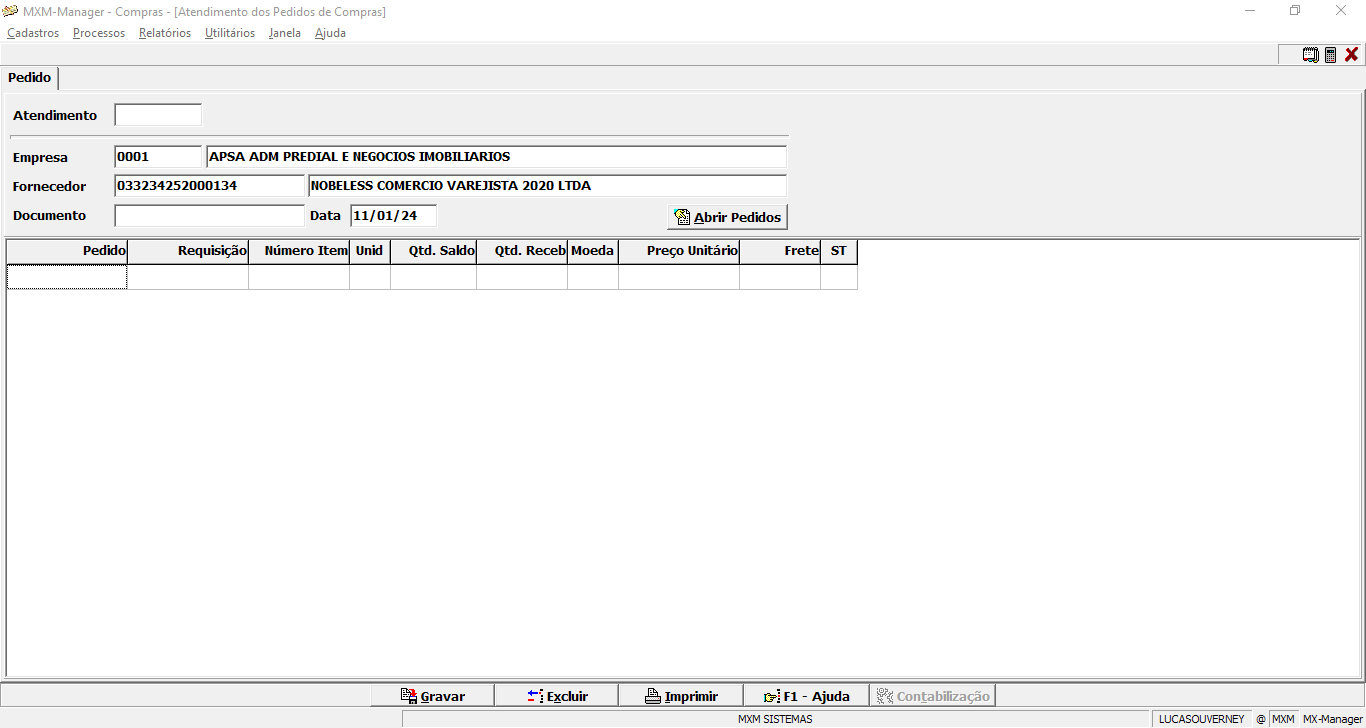 MXM-Manager - Compras - [Atendimento dos Pedidos de Compras]
Cadastros Processos Relatórios Utilitários Janela Ajuda
Pedido
Atendimento
Empresa 0001 APSA ADM PREDIAL E NEGOCIOS IMOBILIARIOS
Fornecedor 033234252000134 NOBELESS COMERCIO VAREJISTA 2020 LTDA
Documento Data 11/01/24 Abrir Pedidos
Pedido Requisição Número Item Unid Qtd. Saldo Qtd. Receb Moeda Preço Unitário Frete ST
Gravar Excluir Imprimir F1 - Ajuda Contabilização
MXM SISTEMAS LUCASOUVERNEY @ MXM MX-Manager